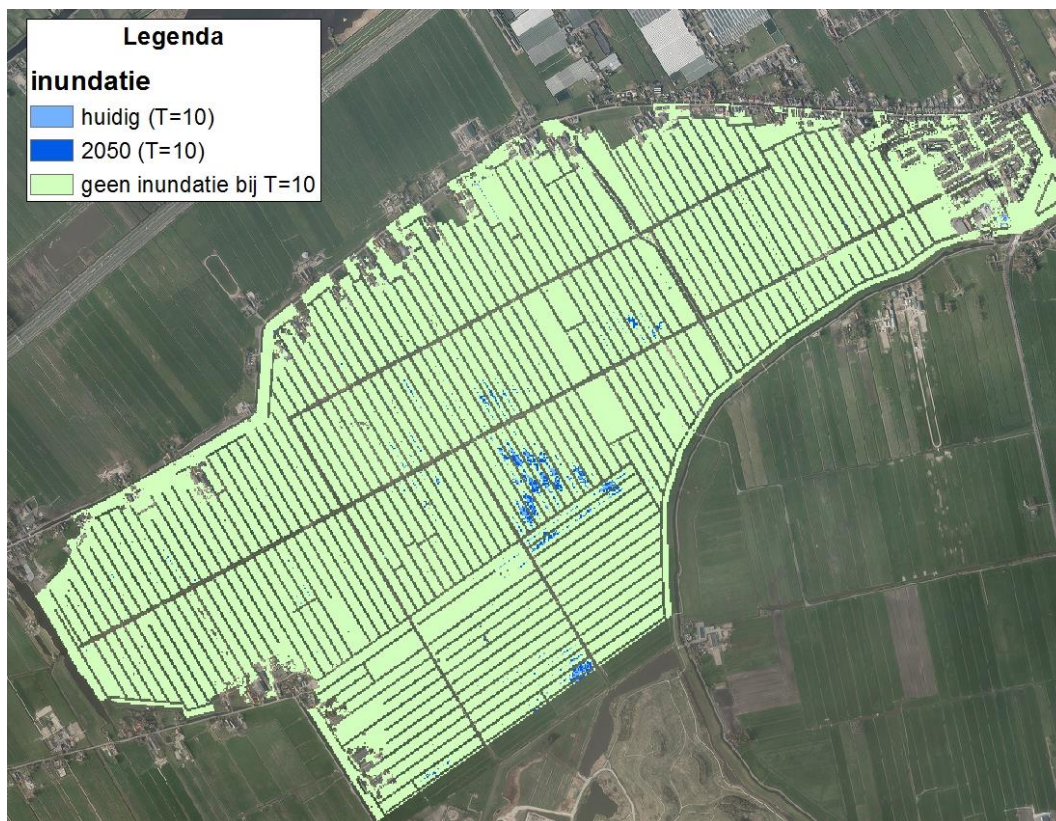 Legenda
inundatie
huidig (T=10)
2050 (T=10)
geen inundatie bij T=10